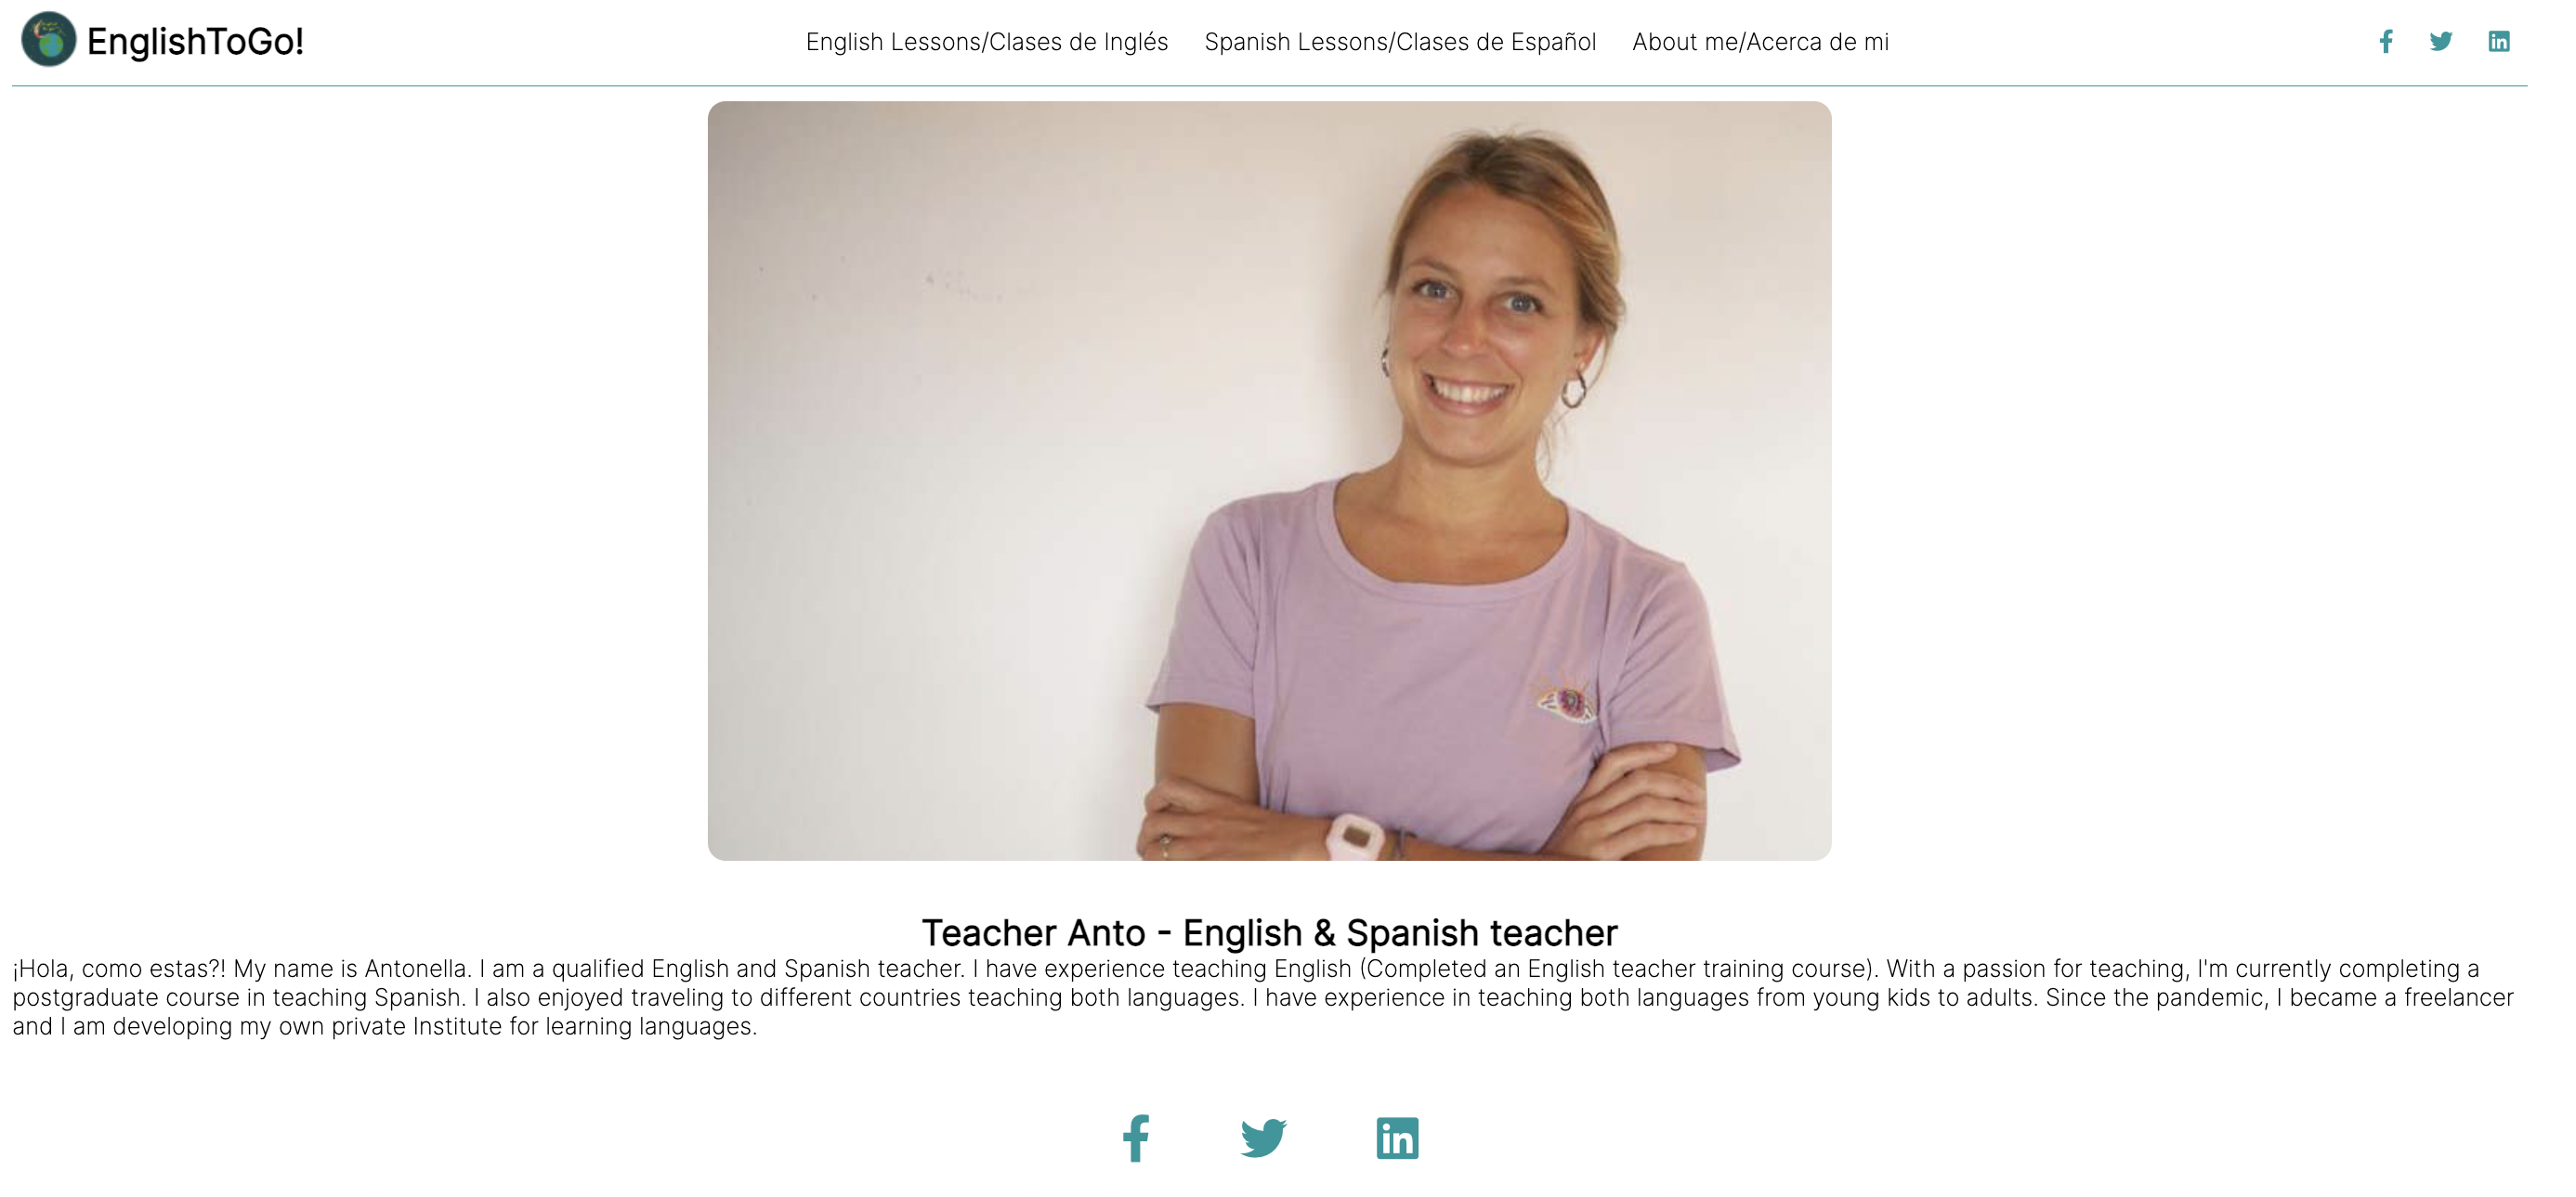 EnglishToGo!
English Lessons/Clases de Inglés
Spanish Lessons/Clases de Español
About me/Acerca de mi
Teacher Anto - English & Spanish teacher
¡Hola, como estas?! My name is Antonella. I am a qualified English and Spanish teacher. I have experience teaching English (Completed an English teacher training course). With a passion for teaching, I'm currently completing a
postgraduate course in teaching Spanish. I also enjoyed traveling to different countries teaching both languages. I have experience in teaching both languages from young kids to adults. Since the pandemic, I became a freelancer
and I am developing my own private Institute for learning languages.